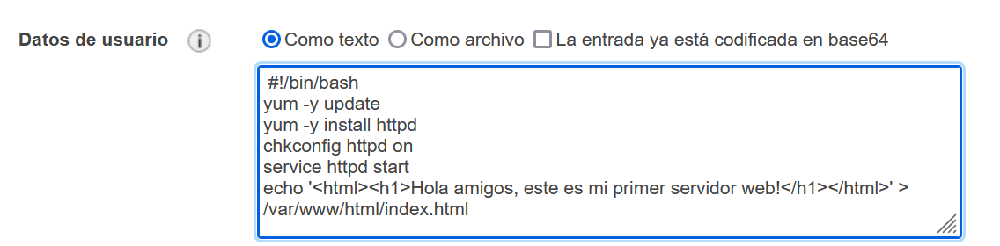 Datos de usuario i Como texto Como archivo La entrada ya está codificada en base64
#!/bin/bash
yum -y update
yum -y install httpd
chkconfig httpd on
service httpd start
echo '<html><h1>Hola amigos, este es mi primer servidor web!</h1></html>' >
/var/www/html/index.html